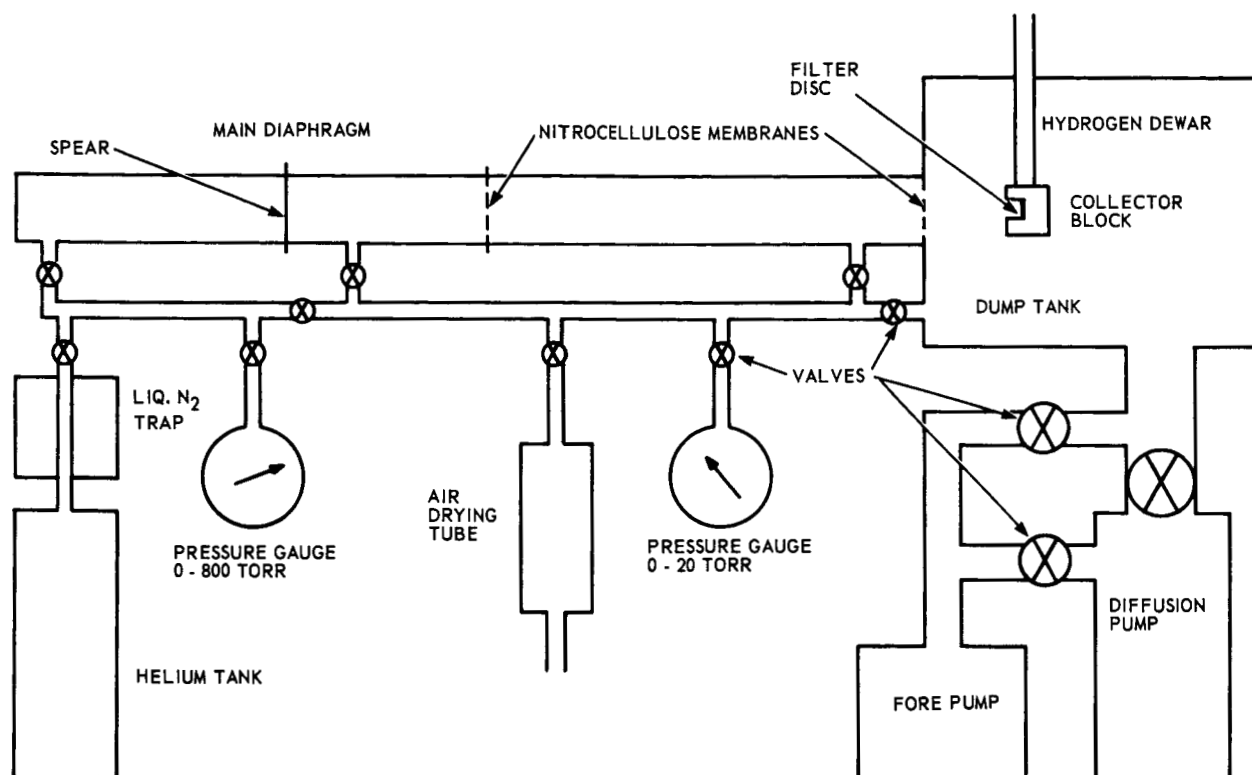 FILTER
DISC
MAIN DIAPHRAGM
NITROCELLULOSE MEMBRANES
HYDROGEN DEWAR
SPEAR
COLLECTOR
BLOCK
DUMP TANK
VALVES
LIQ. N₂
TRAP
AIR
DRYING
TUBE
PRESSURE GAUGE
0 - 800 TORR
PRESSURE GAUGE
0 - 20 TORR
DIFFUSION
PUMP
HELIUM TANK
FORE PUMP